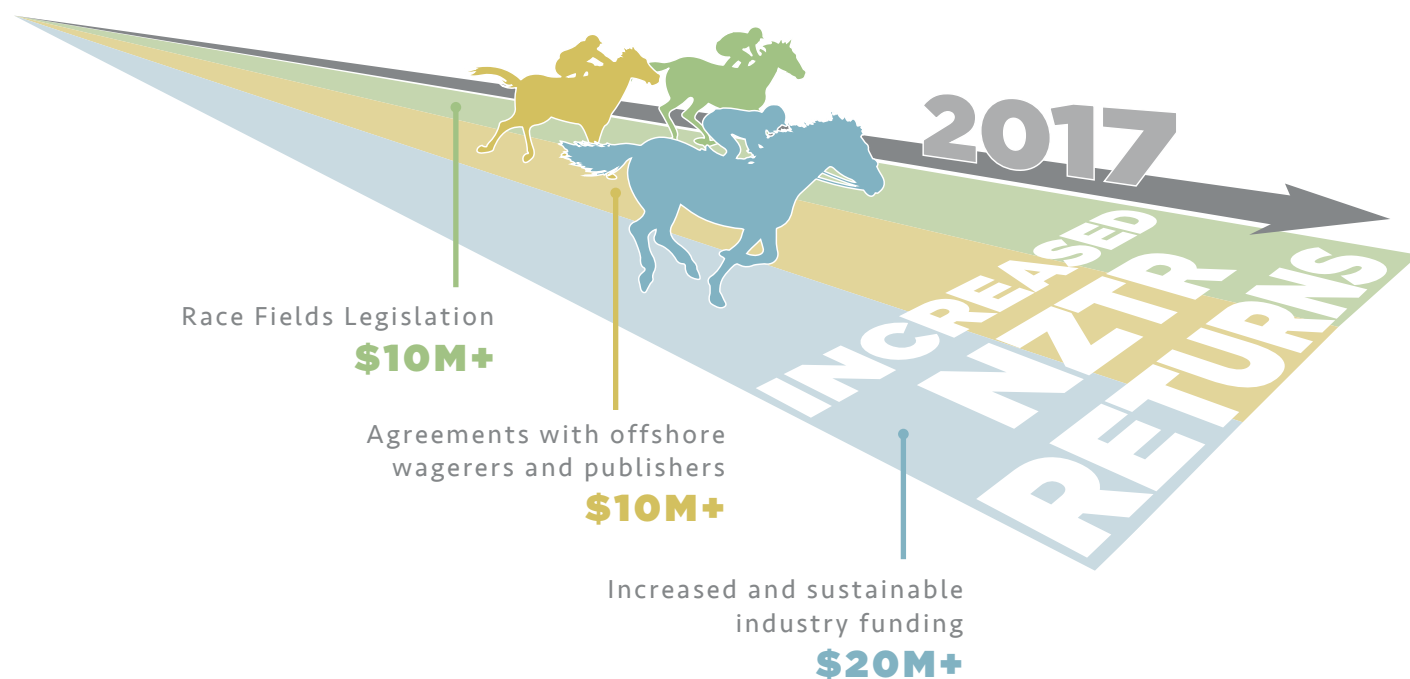 2017
INCREASED
NZTR
RETURNS
Race Fields Legislation
$10M+
Agreements with offshore
wagerers and publishers
$10M+
Increased and sustainable
industry funding
$20M+